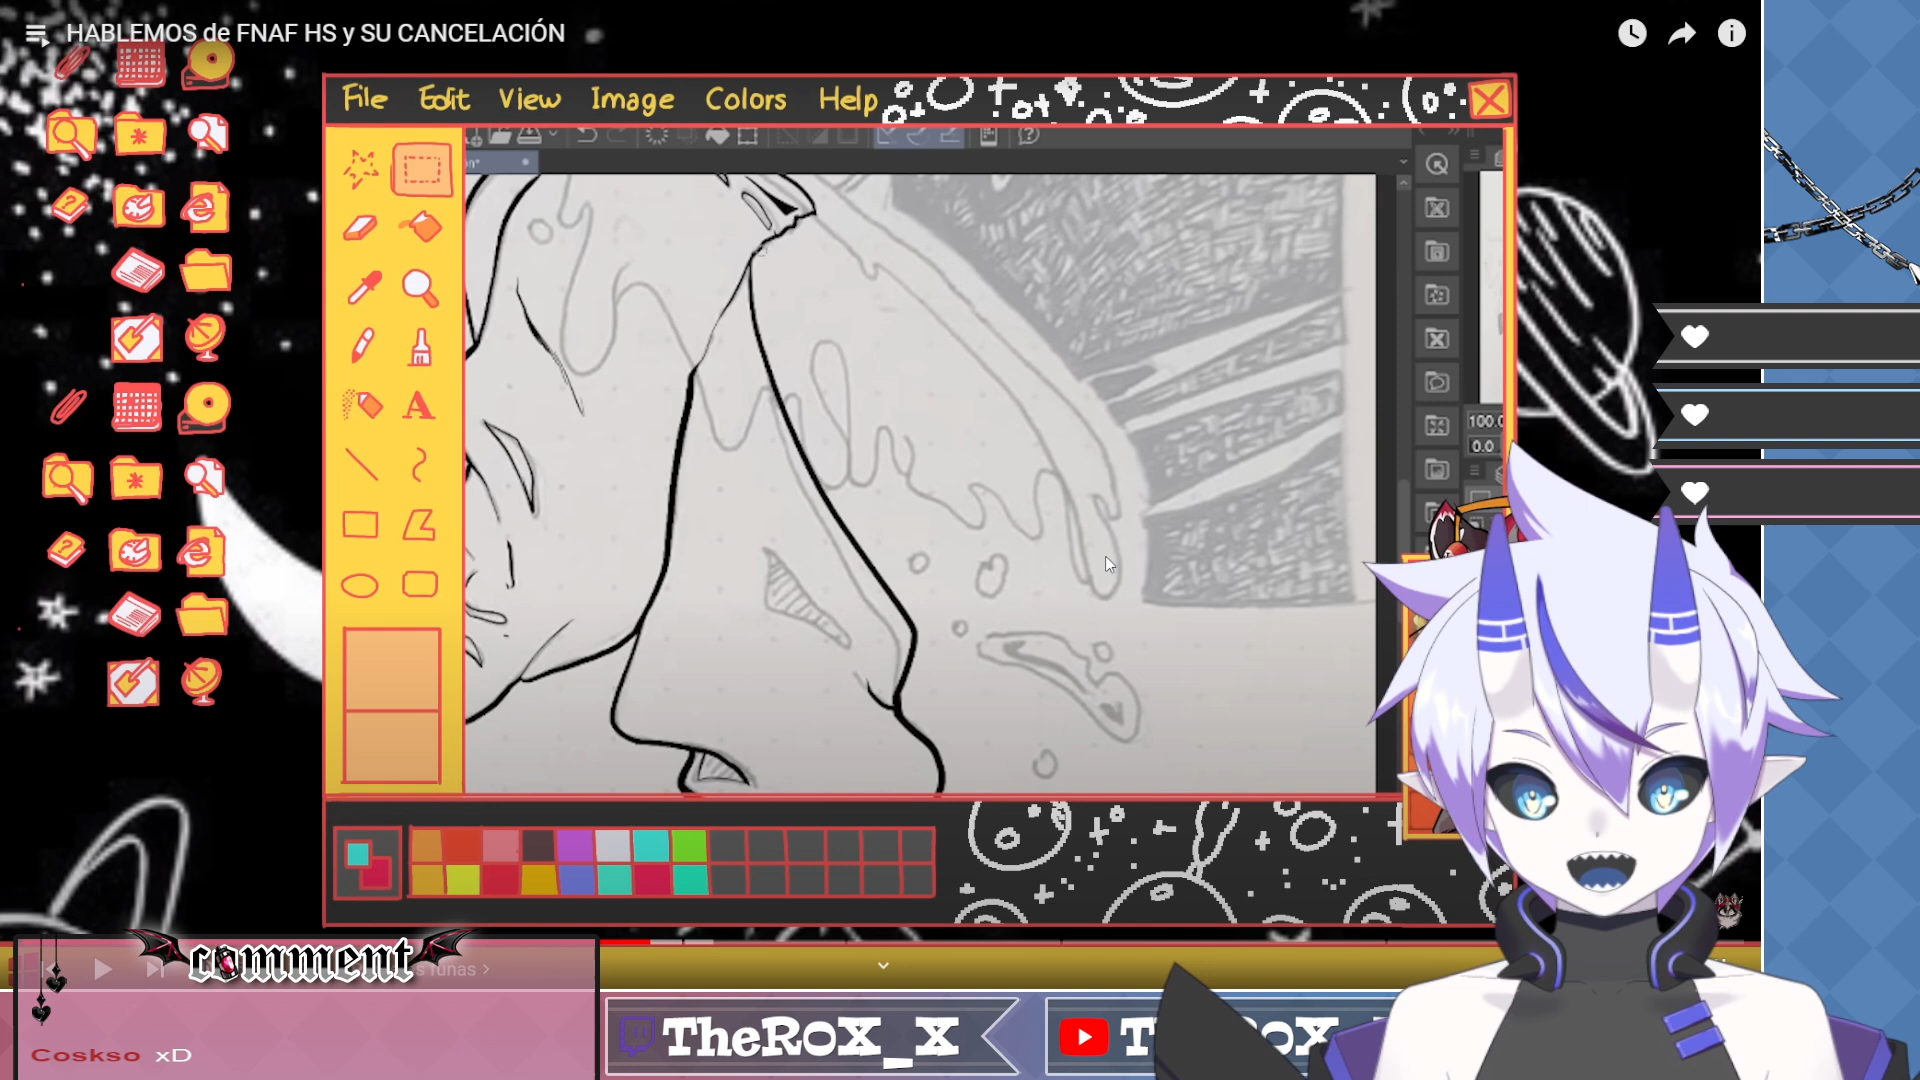 HABLEMOS de FNAF HS y SU CANCELACIÓN
File Edit View Image Colors Help
A
100.0
0.0
comment
s funas
Coskso xD
TheROX_X